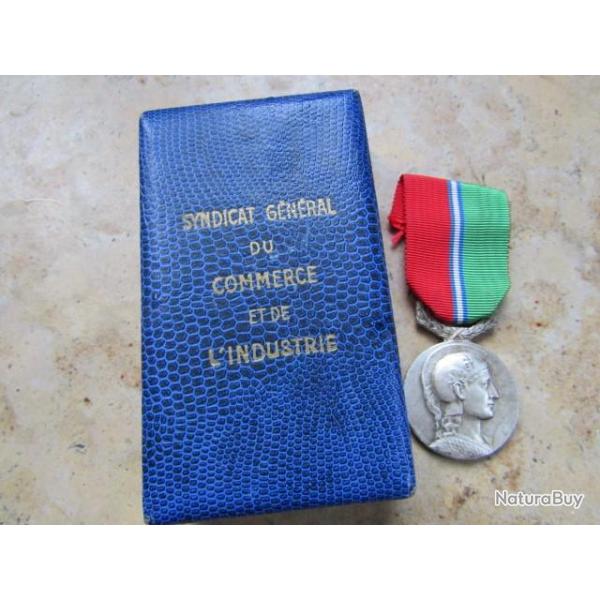 SYNDICAT GÉNÉRAL
DU
COMMERCE
ET DE
L'INDUSTRIE
NaturaBuy